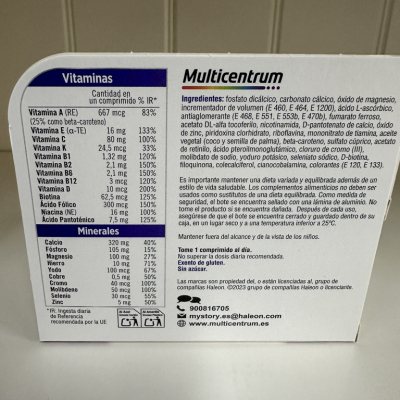 Vitaminas
Cantidad en
un comprimido % IR*
Vitamina A (RE) 667 mcg 83%
(25% como beta-caroteno)
Vitamina E (α-TE) 16 mg 133%
Vitamina C 80 mg 100%
Vitamina K 24,5 mcg 33%
Vitamina B1 1,32 mg 120%
Vitamina B2 2,1 mg 150%
Vitamina B6 2,1 mg 150%
Vitamina B12 3 mcg 120%
Vitamina D 10 mcg 200%
Biotina 62,5 mcg 125%
Ácido Fólico 300 mcg 150%
Niacina (NE) 16 mg 100%
Ácido Pantoténico 7,5 mg 125%
Minerales
Calcio 320 mg 40%
Fósforo 105 mg 15%
Magnesio 100 mg 27%
Hierro 10 mg 71%
Yodo 100 mcg 67%
Cobre 0,5 mg 50%
Cromo 40 mcg 100%
Molibdeno 50 mcg 100%
Selenio 30 mcg 55%
Zinc 5 mg 50%
*IR: Ingesta diaria
de Referencia
recomendada por la UE
Multicentrum
Ingredientes: fosfato dicálcico, carbonato cálcico, óxido de magnesio,
incrementador de volumen (E 460, E 464, E 1200), ácido L-ascórbico,
antiaglomerante (E 468, E 551, E 553b, E 470b), fumarato ferroso,
acetato DL-alfa tocoferilo, nicotinamida, D-pantotenato de calcio, óxido
de zinc, piridoxina clorhidrato, riboflavina, mononitrato de tiamina, aceite
vegetal (coco y semilla de palma), beta-caroteno, sulfato cúprico, acetato
de retinilo, ácido pteroilmonoglutámico, cloruro de cromo (III),
molibdato de sodio, yoduro potásico, selenito sódico, D-biotina,
fitoquinona, colecalciferol, cianocobalamina, colorantes (E 120, E 133).
Es importante mantener una dieta variada y equilibrada además de un
estilo de vida saludable. Los complementos alimenticios no deben ser
usados como sustitutos de una dieta equilibrada. Como medida de
seguridad, el bote se encuentra sellado con una lámina de aluminio. No
tome el producto si se encuentra dañada. Después de cada uso,
asegúrese de que el bote se encuentra cerrado y guardado dentro de su
caja, en un lugar seco y a una temperatura inferior a 25°C.
Mantener fuera del alcance y de la vista de los niños.
Tome 1 comprimido al día.
No superar la dosis diaria recomendada.
Exento de gluten.
Sin azúcar.
Las marcas son propiedad del, o están licenciadas al, grupo de
compañías Haleon. ©2023 grupo de compañías Haleon o licenciante.
900816705
mystory.es@haleon.com
www.multicentrum.es